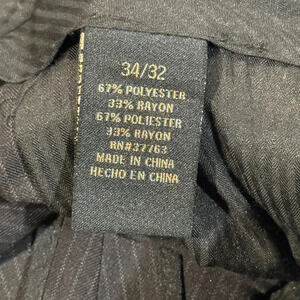 34/32
67% POLYESTER
33% RAYON
67% POLIESTER
33% RAYON
RN#37763
MADE IN CHINA
HECHO EN CHINA